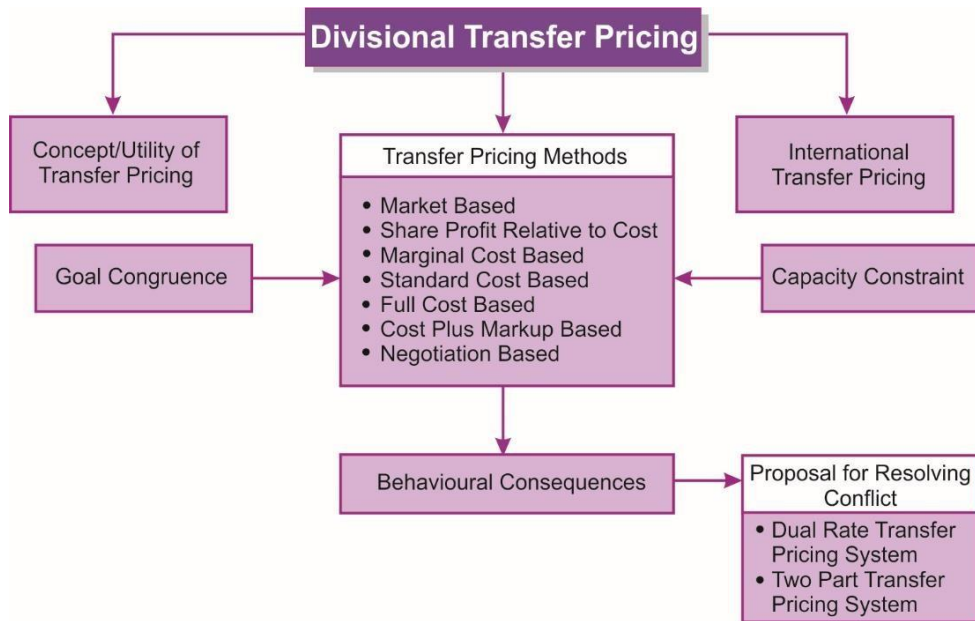 Divisional Transfer Pricing
Concept/Utility of
Transfer Pricing
Transfer Pricing Methods
• Market Based
• Share Profit Relative to Cost
• Marginal Cost Based
• Standard Cost Based
• Full Cost Based
• Cost Plus Markup Based
• Negotiation Based
International
Transfer Pricing
Goal Congruence
Capacity Constraint
Behavioural Consequences
Proposal for Resolving
Conflict
• Dual Rate Transfer
Pricing System
• Two Part Transfer
Pricing System